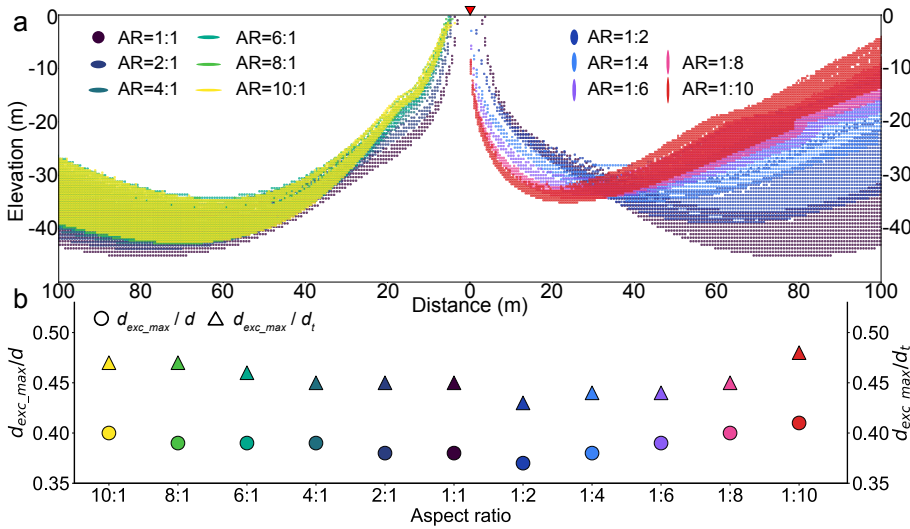 a
0
0
AR=1:1
AR=6:1
AR=1:2
AR=2:1
AR=8:1
AR=1:4
AR=1:8
AR=4:1
AR=10:1
AR=1:6
AR=1:10
-10
-20
-30
-40
-10
-20
-30
-40
Elevation (m)
100
80
60
40
20
0
20
40
60
80
100
Distance (m)
b
d_exc_max / d
d_exc_max / d_t
0.50
0.45
0.40
0.35
0.50
0.45
0.40
0.35
d_exc_max/d
d_exc_max/d_t
10:1
8:1
6:1
4:1
2:1
1:1
1:2
1:4
1:6
1:8
1:10
Aspect ratio